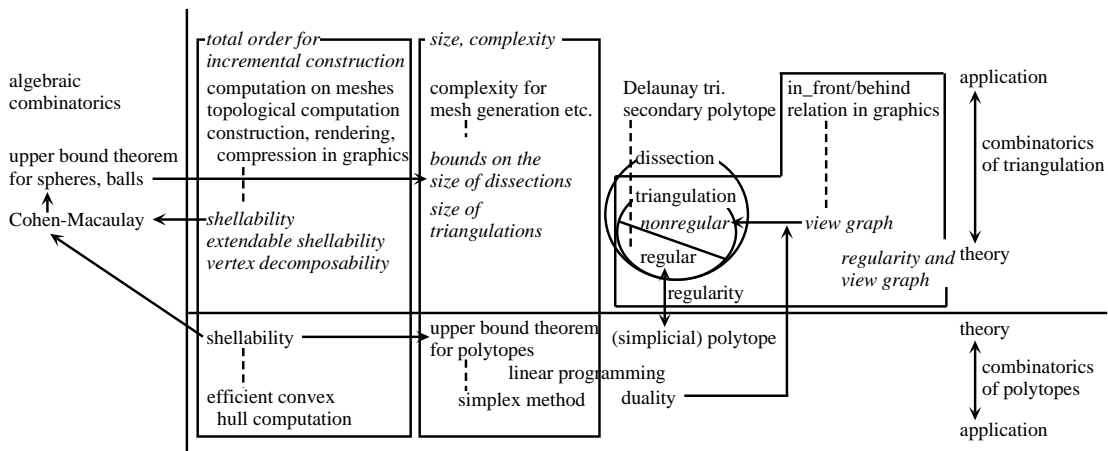 algebraic
combinatorics
upper bound theorem
for spheres, balls
Cohen-Macaulay
total order for
incremental construction
computation on meshes
topological computation
construction, rendering,
compression in graphics
shellability
extendable shellability
vertex decomposability
shellability
efficient convex
hull computation
size, complexity
complexity for
mesh generation etc.
bounds on the
size of dissections
size of
triangulations
upper bound theorem
for polytopes
linear programming
simplex method
Delaunay tri.
secondary polytope
dissection
triangulation
nonregular
regular
regularity
(simplicial) polytope
duality
in_front/behind
relation in graphics
view graph
regularity and
view graph
application
combinatorics
of triangulation
theory
theory
combinatorics
of polytopes
application